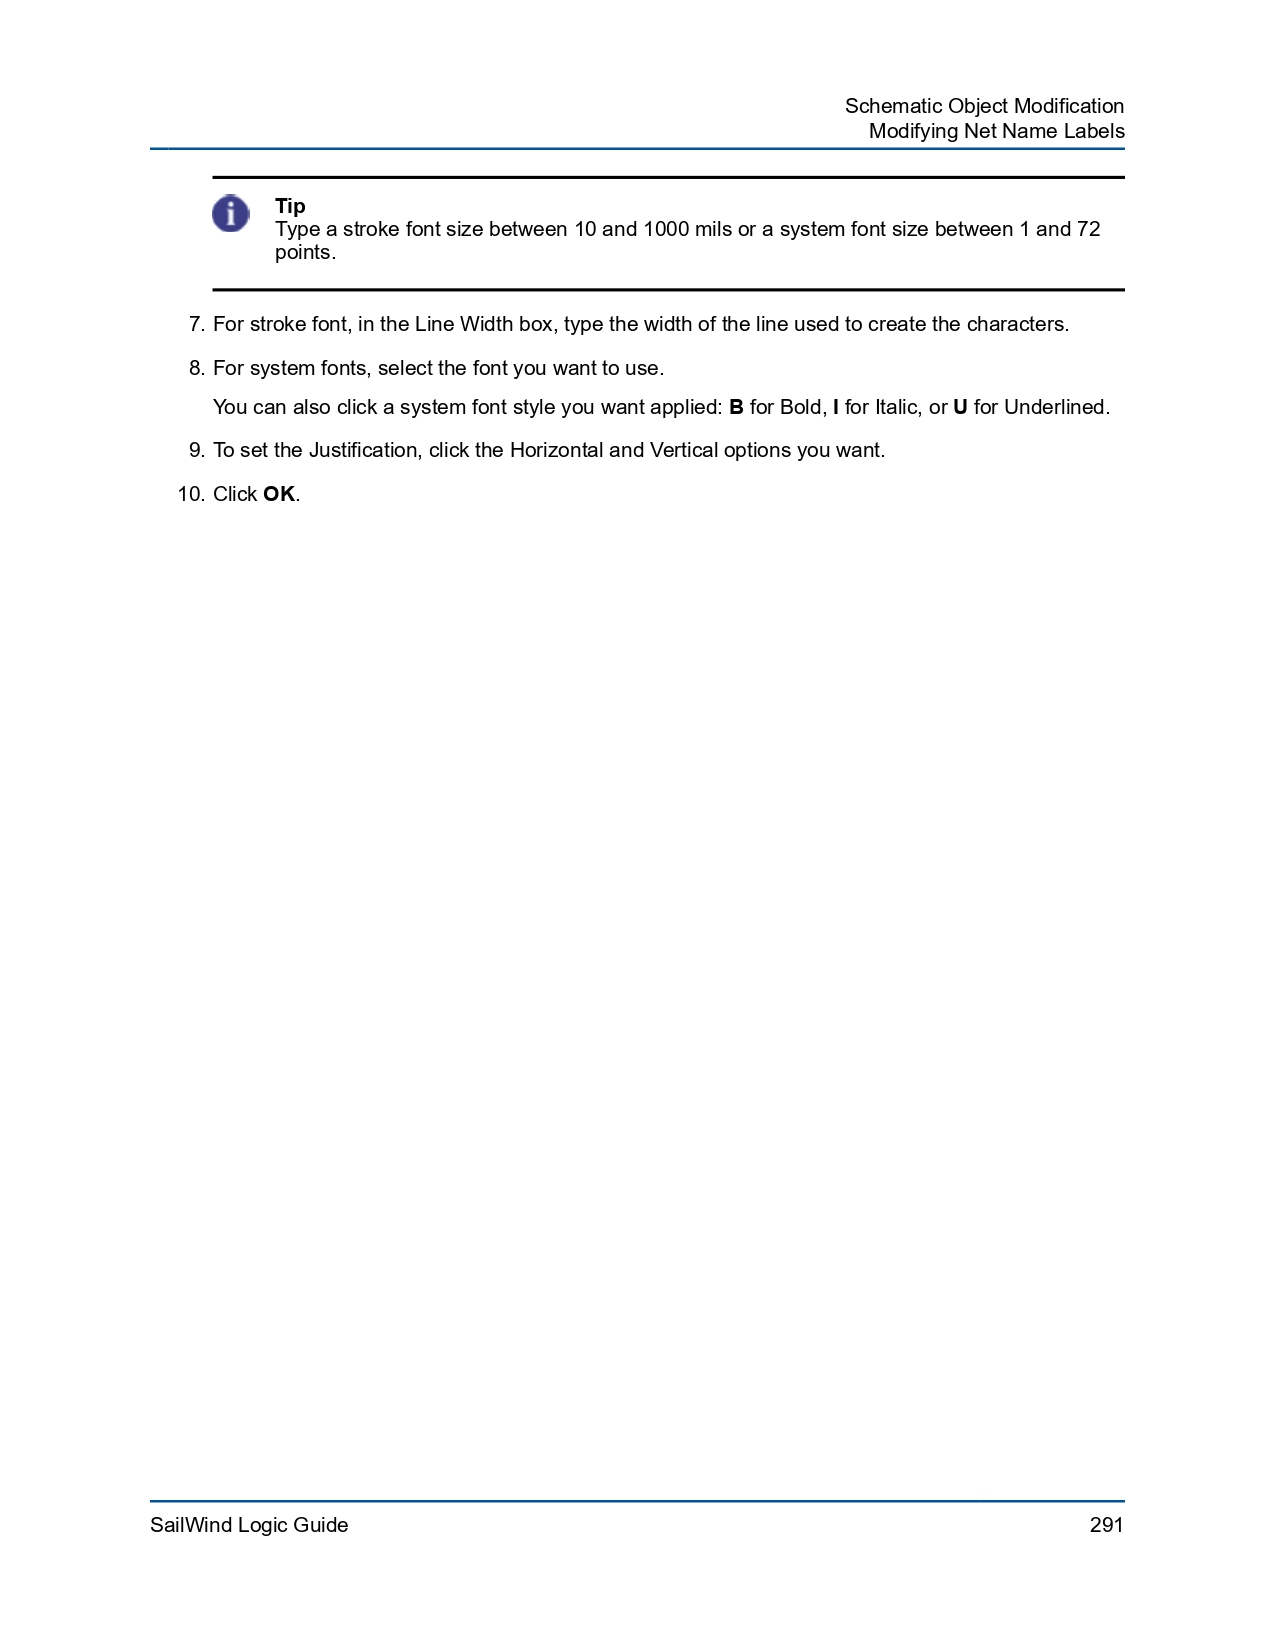 Schematic Object Modification
Modifying Net Name Labels
Tip
Type a stroke font size between 10 and 1000 mils or a system font size between 1 and 72
points.
7. For stroke font, in the Line Width box, type the width of the line used to create the characters.
8. For system fonts, select the font you want to use.
You can also click a system font style you want applied: B for Bold, I for Italic, or U for Underlined.
9. To set the Justification, click the Horizontal and Vertical options you want.
10. Click OK.
SailWind Logic Guide 291